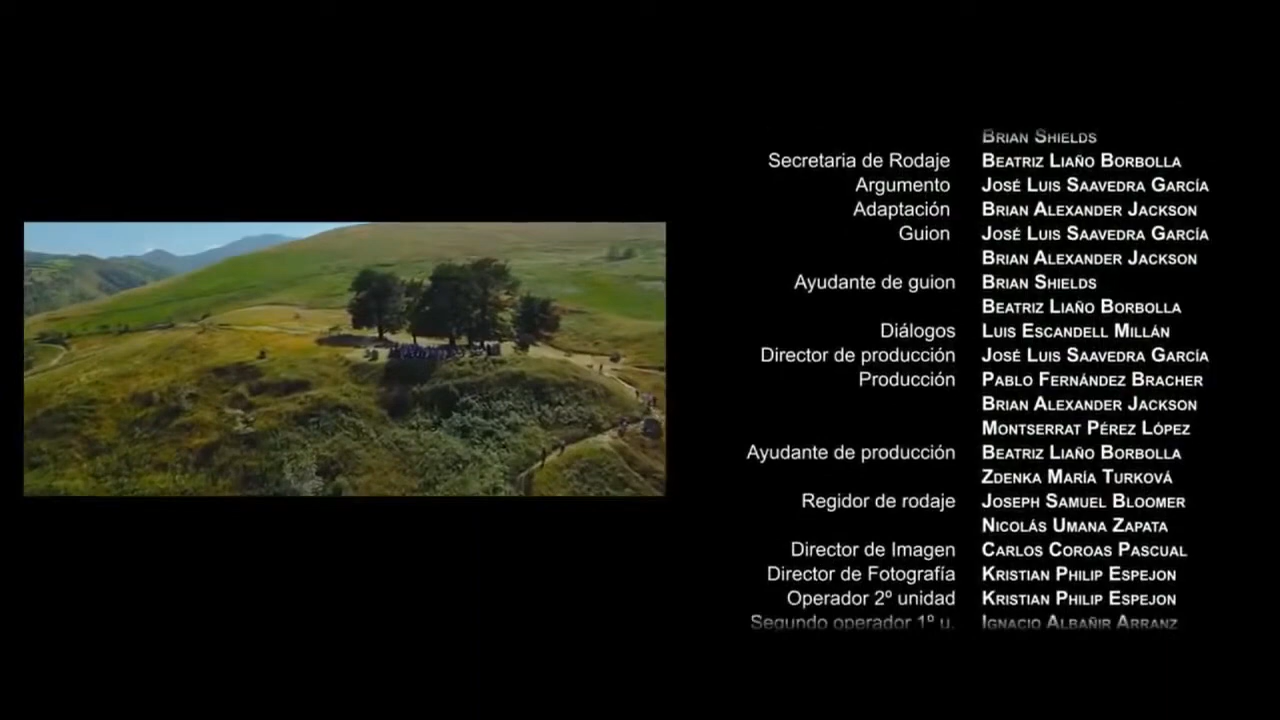 Brian Shields
Secretaria de Rodaje Beatriz Liaño Borbolla
Argumento José Luis Saavedra García
Adaptación Brian Alexander Jackson
Guion José Luis Saavedra García
Brian Alexander Jackson
Ayudante de guion Brian Shields
Beatriz Liaño Borbolla
Diálogos Luis Escandell Millán
Director de producción José Luis Saavedra García
Producción Pablo Fernández Bracher
Brian Alexander Jackson
Montserrat Pérez López
Ayudante de producción Beatriz Liaño Borbolla
Zdenka María Turková
Regidor de rodaje Joseph Samuel Bloomer
Nicolás Umana Zapata
Director de Imagen Carlos Coroas Pascual
Director de Fotografía Kristian Philip Espejon
Operador 2º unidad Kristian Philip Espejon
Segundo operador 1º u. Ignacio Albañir Arranz